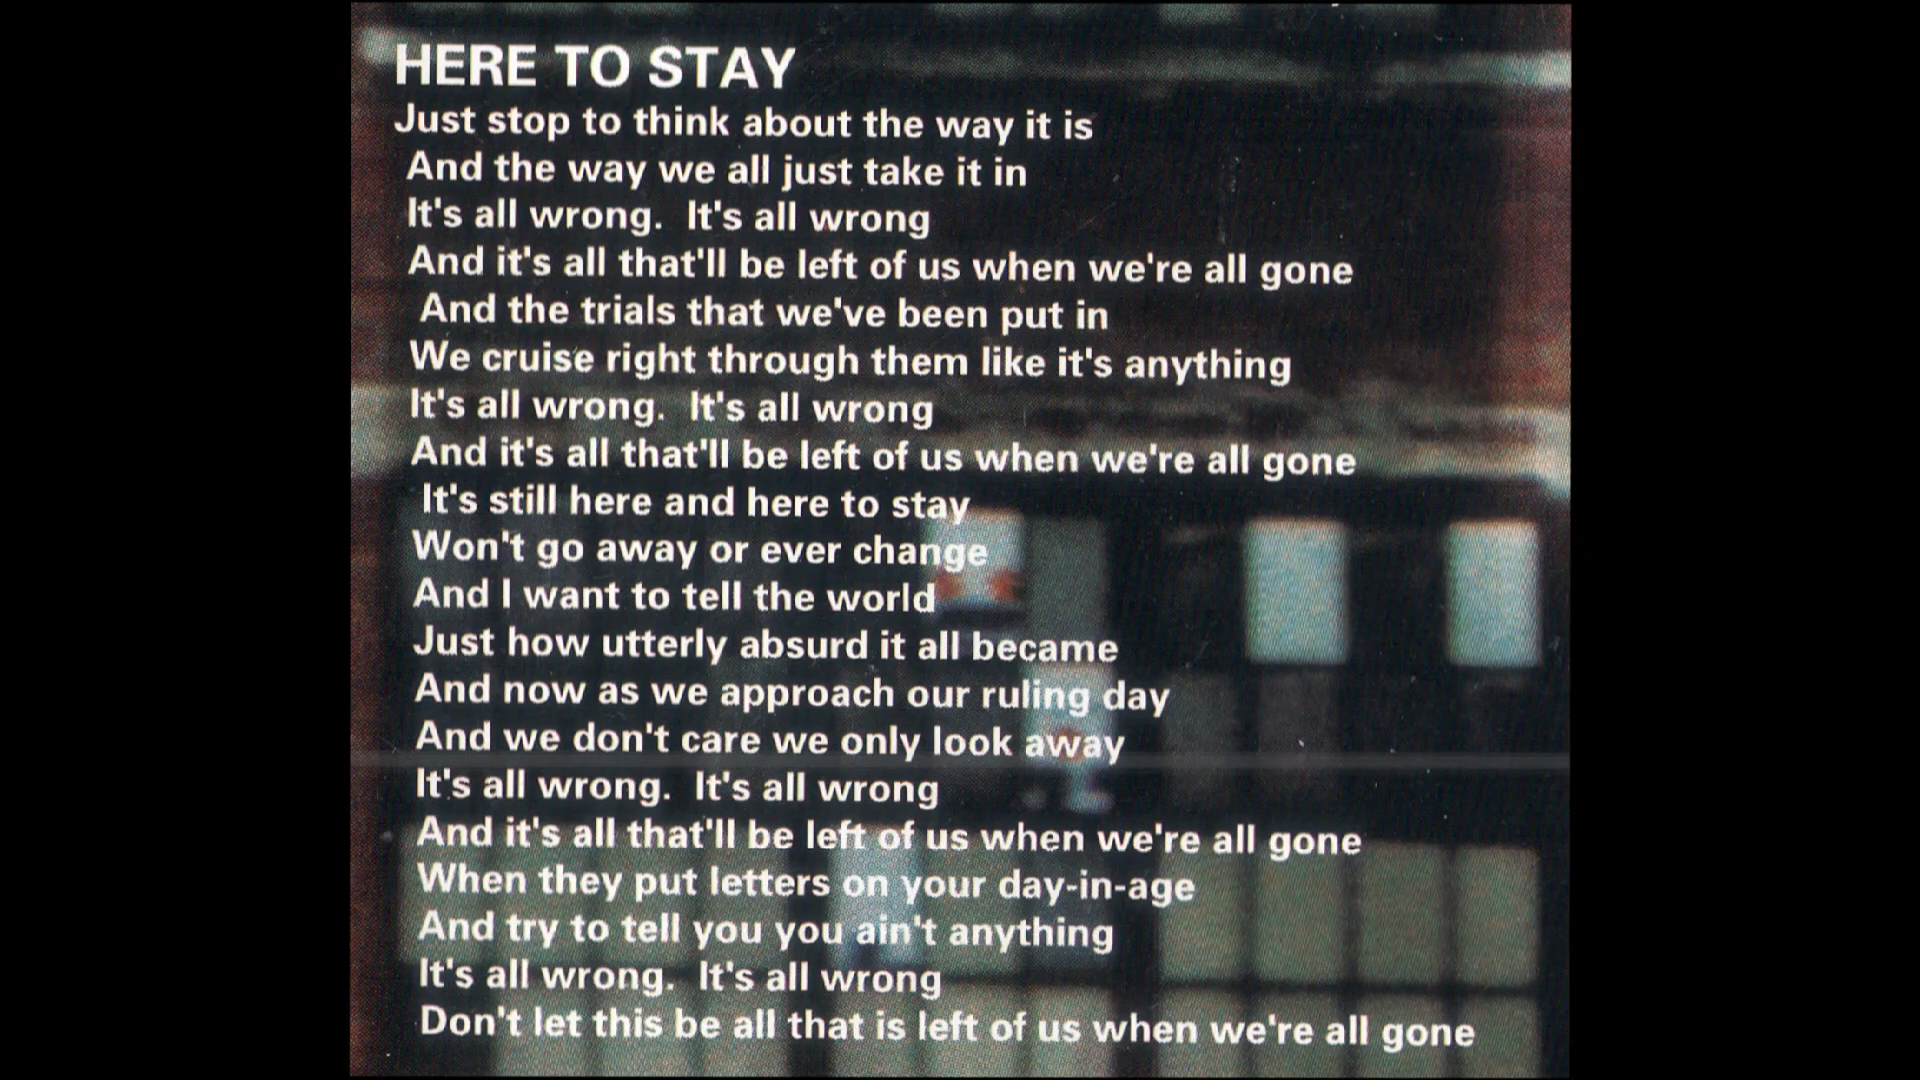 HERE TO STAY
Just stop to think about the way it is
And the way we all just take it in
It's all wrong.  It's all wrong
And it's all that'll be left of us when we're all gone
And the trials that we've been put in
We cruise right through them like it's anything
It's all wrong.  It's all wrong
And it's all that'll be left of us when we're all gone
It's still here and here to stay
Won't go away or ever change
And I want to tell the world
Just how utterly absurd it all became
And now as we approach our ruling day
And we don't care we only look away
It's all wrong.  It's all wrong
And it's all that'll be left of us when we're all gone
When they put letters on your day-in-age
And try to tell you you ain't anything
It's all wrong.  It's all wrong
Don't let this be all that is left of us when we're all gone